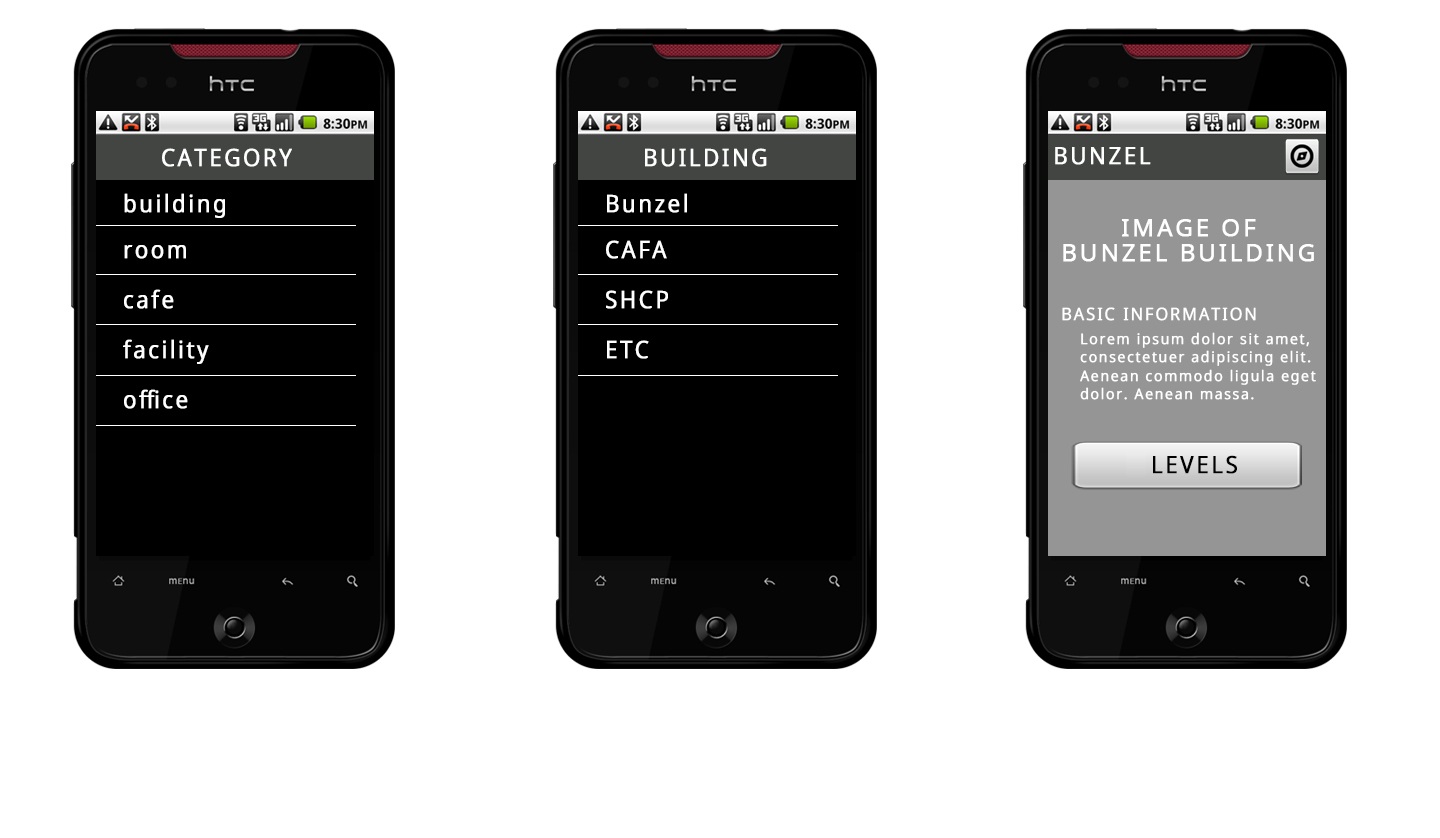 hTC
3G
8:30PM
CATEGORY
building
room
cafe
facility
office
MENU
hTC
3G
8:30PM
BUILDING
Bunzel
CAFA
SHCP
ETC
MENU
hTC
3G
8:30PM
BUNZEL
IMAGE OF
BUNZEL BUILDING
BASIC INFORMATION
Lorem ipsum dolor sit amet,
consectetuer adipiscing elit.
Aenean commodo ligula eget
dolor. Aenean massa.
LEVELS
MENU